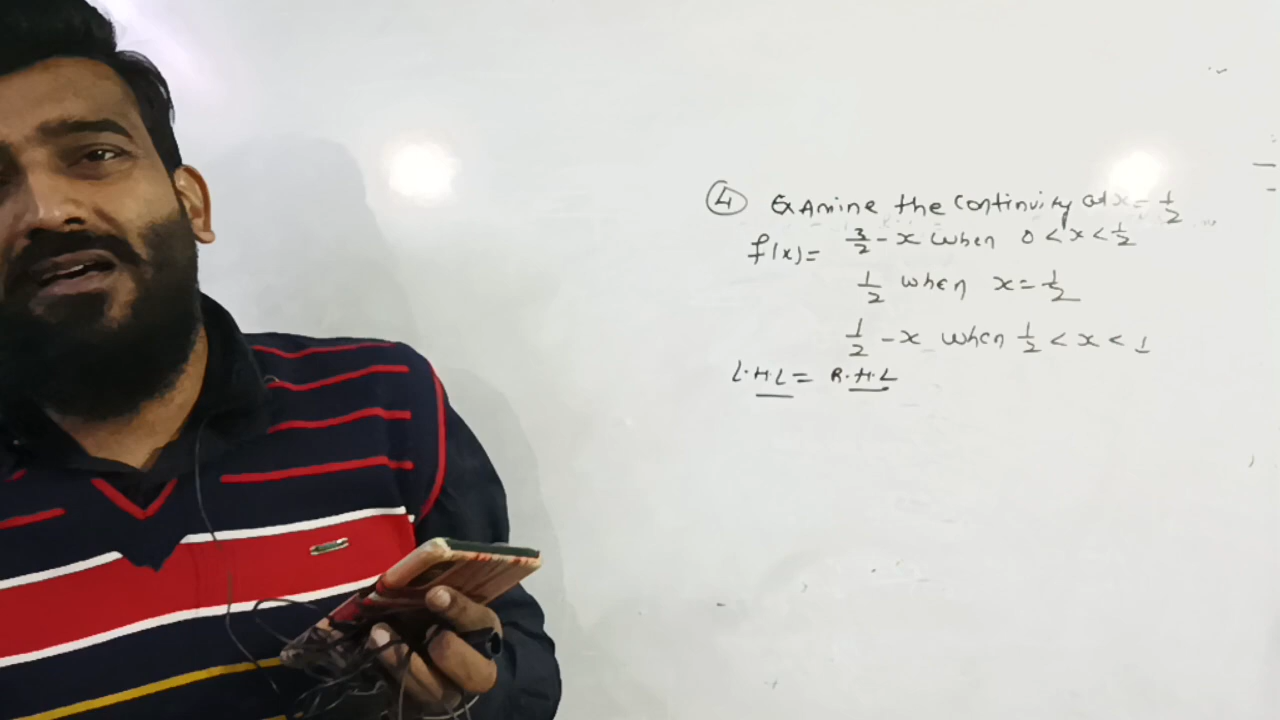 ④ Examine the continuity at x = 1/2
f(x) = 3/2 - x when 0 < x < 1/2
1/2 when x = 1/2
1/2 - x when 1/2 < x < 1
L.H.L = R.H.L